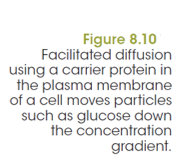 Figure 8.10
Facilitated diffusion
using a carrier protein in
the plasma membrane
of a cell moves particles
such as glucose down
the concentration
gradient.